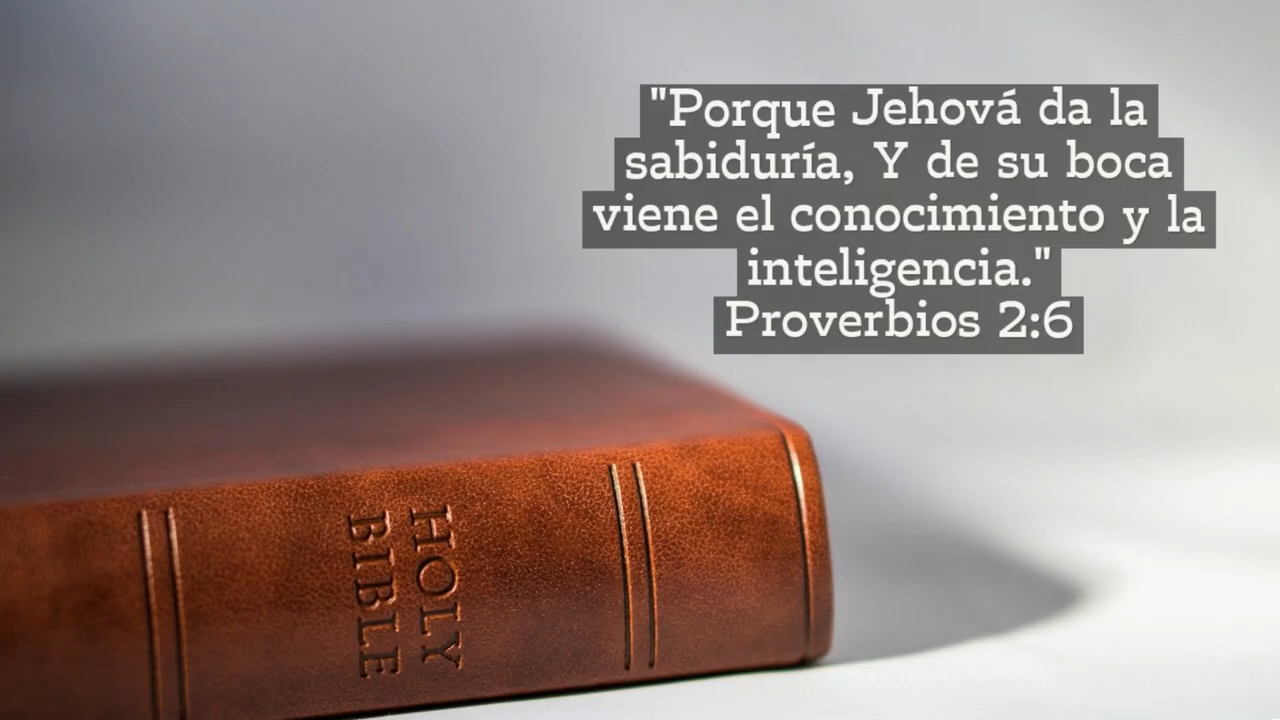 "Porque Jehová da la
sabiduría, Y de su boca
viene el conocimiento y la
inteligencia."
Proverbios 2:6
HOLY
BIBLE